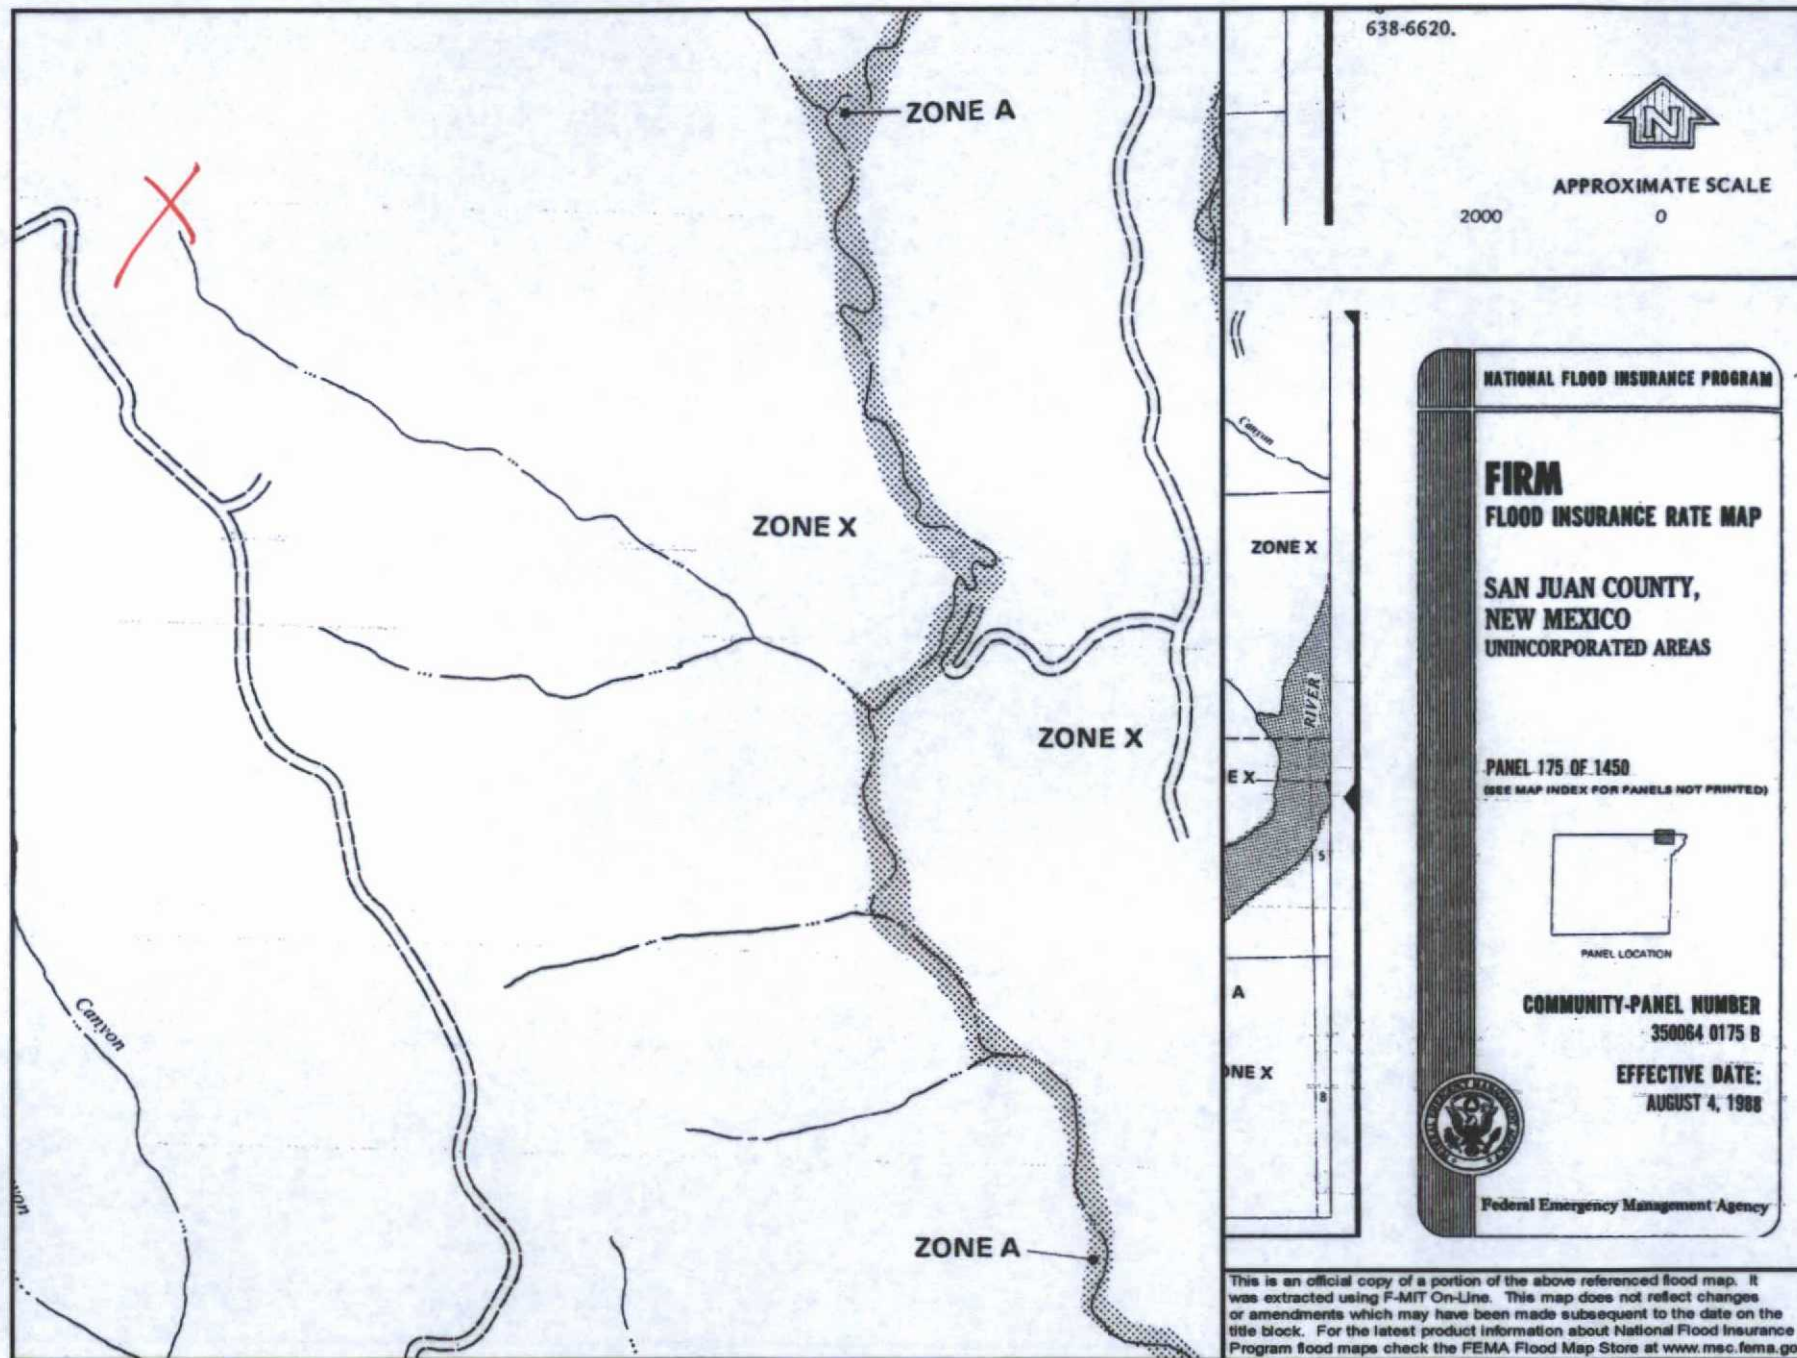 ZONE A
ZONE X
ZONE X
Canyon
ZONE A
638-6620.
N
APPROXIMATE SCALE
2000 0
Canyon
ZONE X
RIVER
E X
5
A
ONE X
8
NATIONAL FLOOD INSURANCE PROGRAM
FIRM
FLOOD INSURANCE RATE MAP
SAN JUAN COUNTY,
NEW MEXICO
UNINCORPORATED AREAS
PANEL 175 OF 1450
(SEE MAP INDEX FOR PANELS NOT PRINTED)
PANEL LOCATION
COMMUNITY-PANEL NUMBER
350064 0175 B
EFFECTIVE DATE:
AUGUST 4, 1988
Federal Emergency Management Agency
This is an official copy of a portion of the above referenced flood map. It
was extracted using F-MIT On-Line. This map does not reflect changes
or amendments which may have been made subsequent to the date on the
title block. For the latest product information about National Flood Insurance
Program flood maps check the FEMA Flood Map Store at www.msc.fema.go